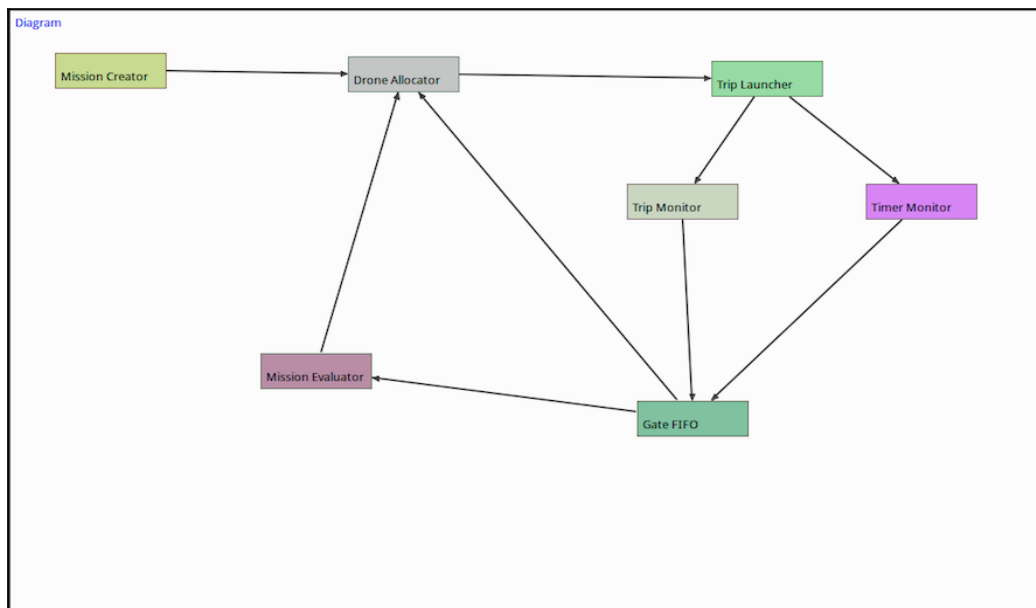 Diagram
Mission Creator
Drone Allocator
Trip Launcher
Trip Monitor
Timer Monitor
Mission Evaluator
Gate FIFO